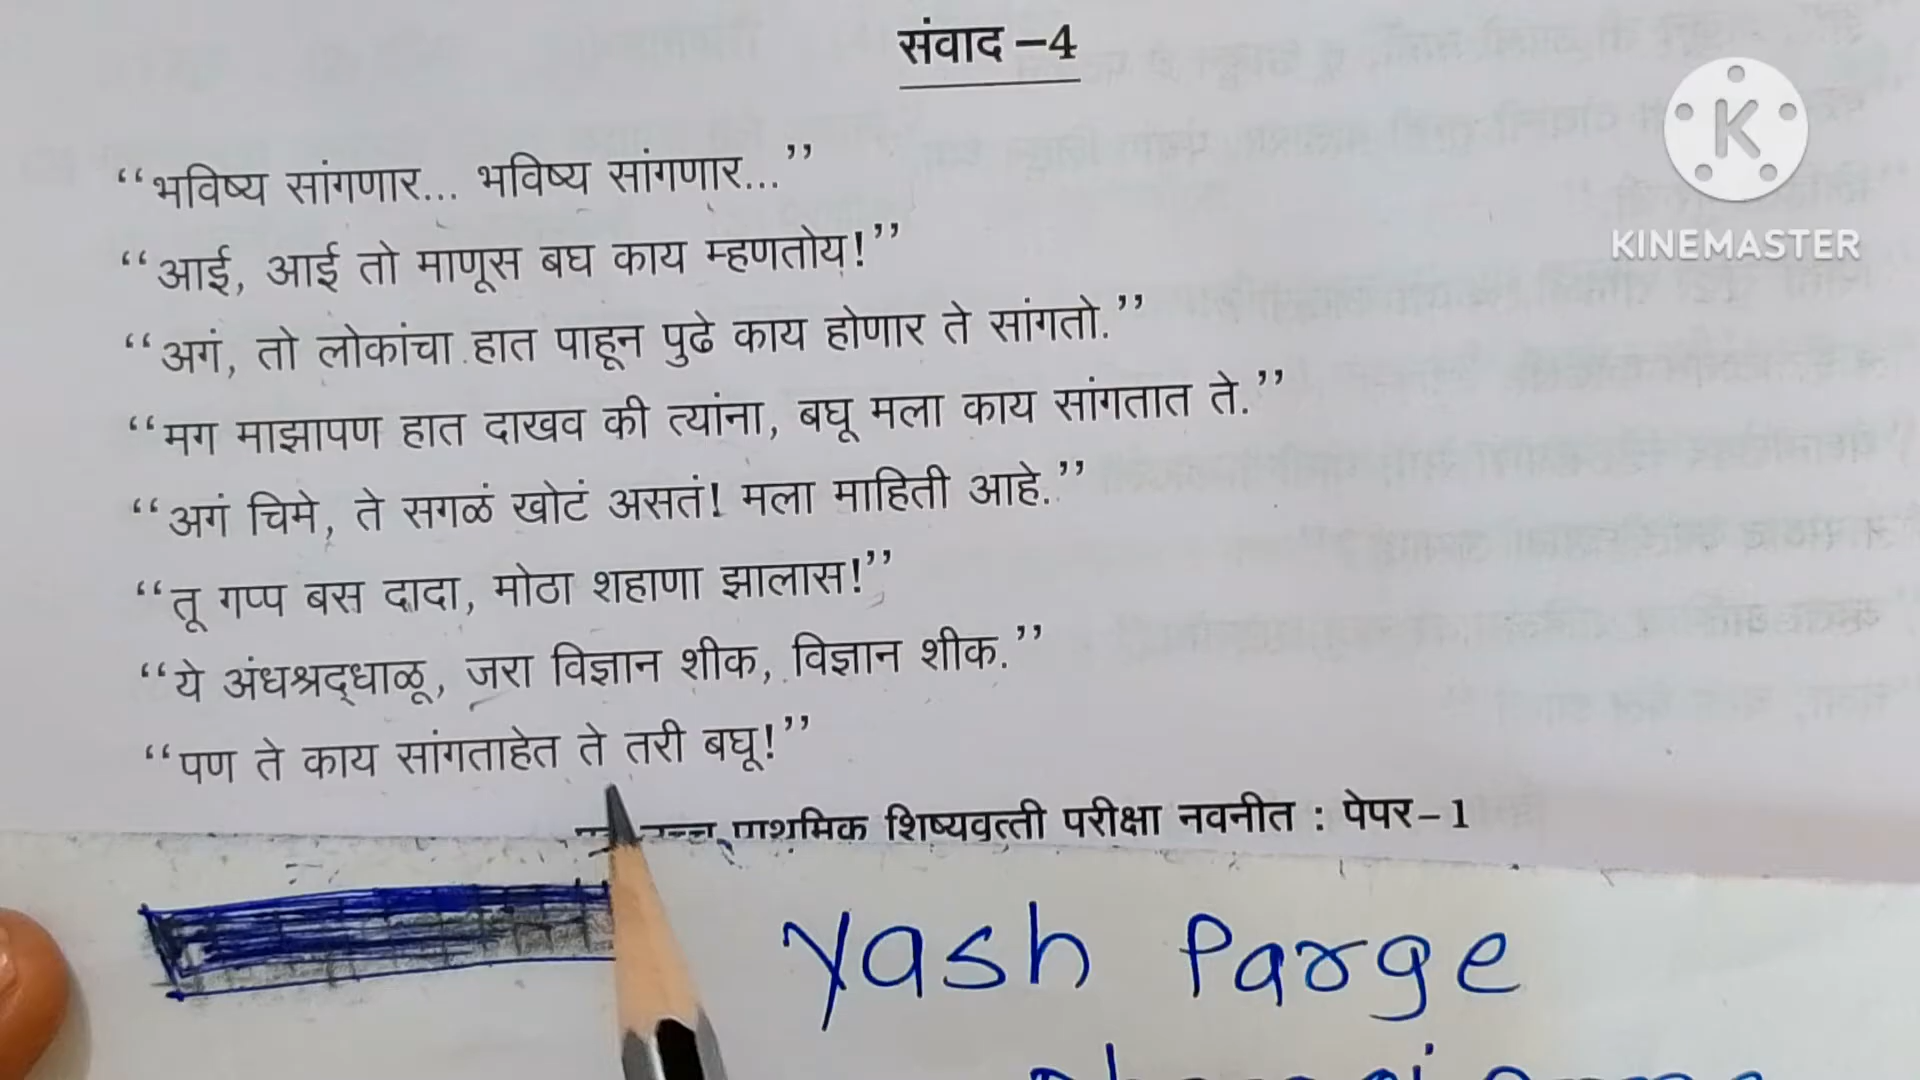 संवाद –4
K
KINEMASTER
“भविष्य सांगणार... भविष्य सांगणार...”
“आई, आई तो माणूस बघ काय म्हणतोय!”
“अगं, तो लोकांचा हात पाहून पुढे काय होणार ते सांगतो.”
“मग माझापण हात दाखव की त्यांना, बघू मला काय सांगतात ते.”
“अगं चिमे, ते सगळं खोटं असतं! मला माहिती आहे.”
“तू गप्प बस दादा, मोठा शहाणा झालास!”
“ये अंधश्रद्धाळू, जरा विज्ञान शीक, विज्ञान शीक.”
“पण ते काय सांगताहेत ते तरी बघू!”
उच्च प्राथमिक शिष्यवृत्ती परीक्षा नवनीत : पेपर–1
Yash Parge